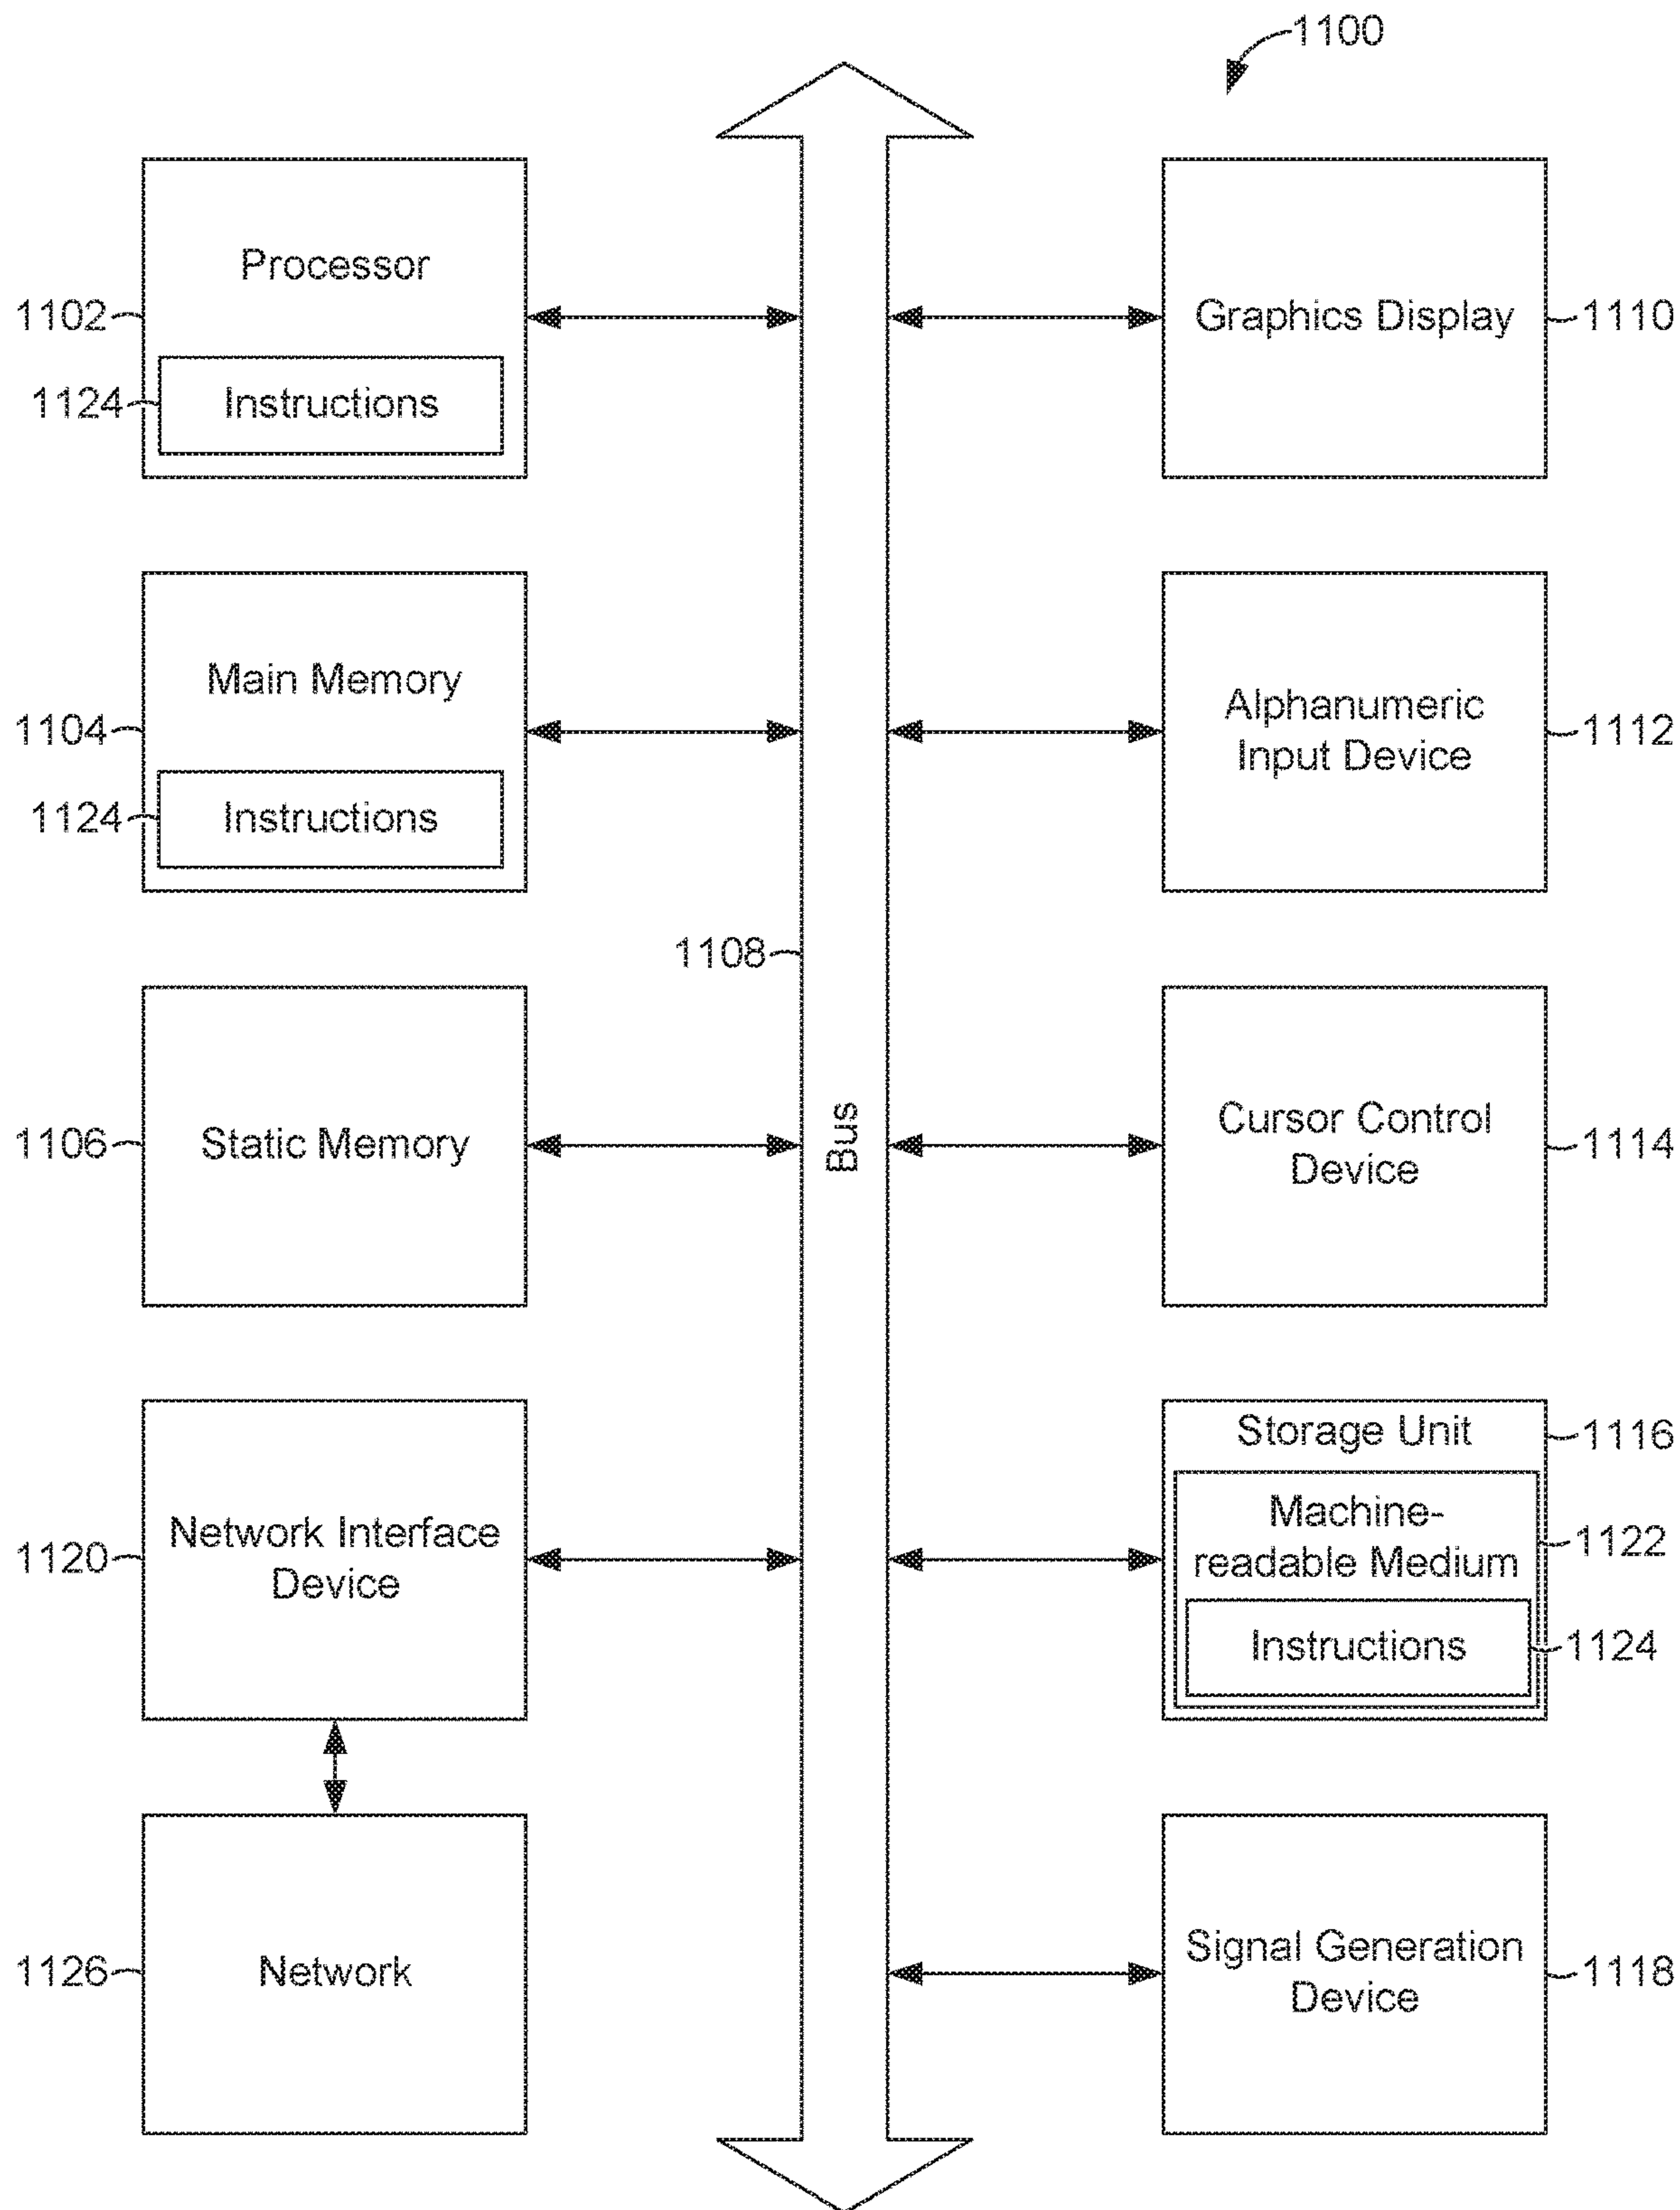 1100
Processor
1102
1124
Instructions
Graphics Display
1110
Main Memory
1104
1124
Instructions
Alphanumeric
Input Device
1112
1108
Bus
1106
Static Memory
Cursor Control
Device
1114
1120
Network Interface
Device
Storage Unit
1116
Machine-
readable Medium
1122
Instructions
1124
1126
Network
Signal Generation
Device
1118